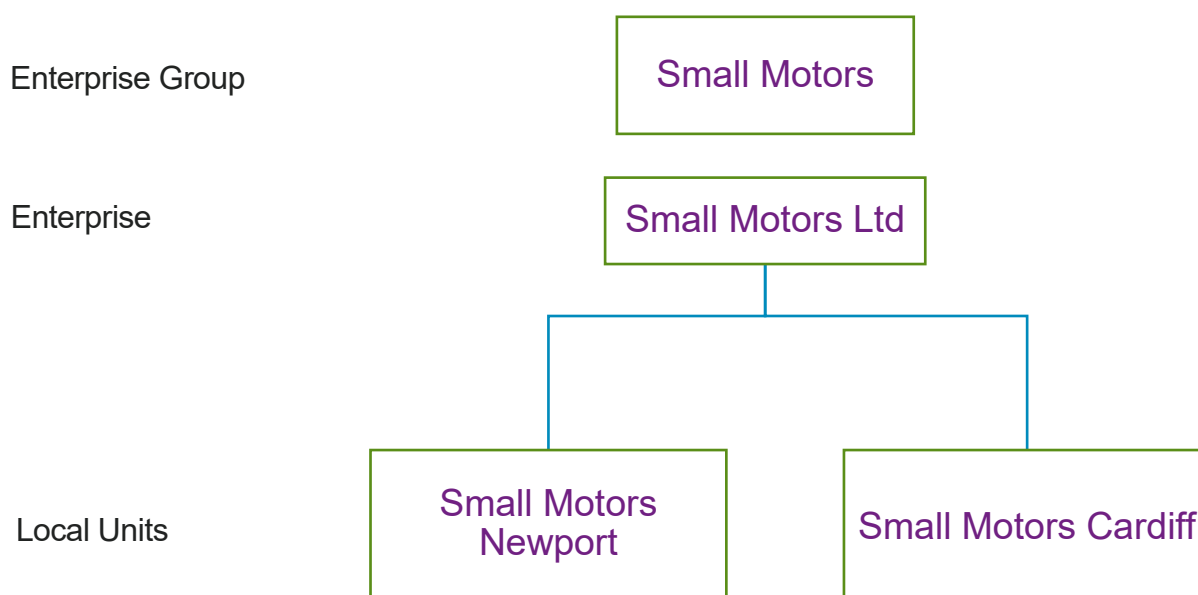 Enterprise Group
Small Motors
Enterprise
Small Motors Ltd
Local Units
Small Motors
Newport
Small Motors Cardiff